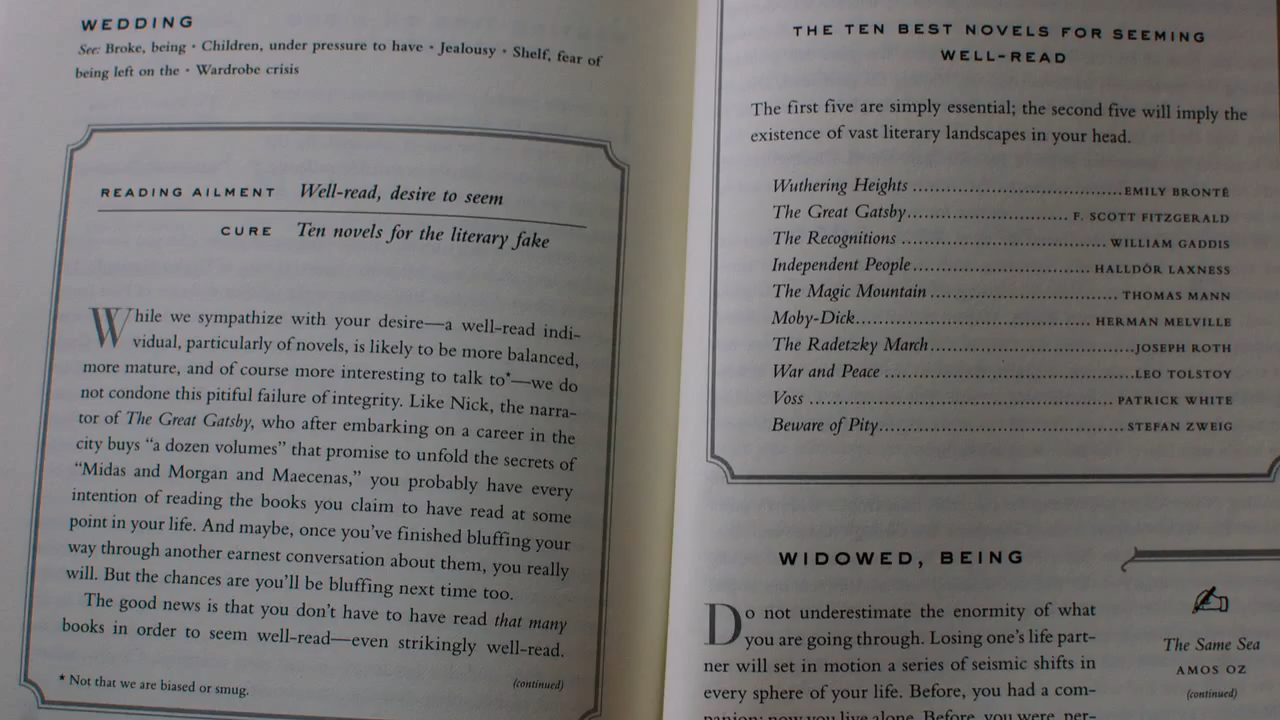 WEDDING
See: Broke, being • Children, under pressure to have • Jealousy • Shelf, fear of
being left on the • Wardrobe crisis
READING AILMENT Well-read, desire to seem
CURE Ten novels for the literary fake
While we sympathize with your desire—a well-read indi-
vidual, particularly of novels, is likely to be more balanced,
more mature, and of course more interesting to talk to*—we do
not condone this pitiful failure of integrity. Like Nick, the narra-
tor of The Great Gatsby, who after embarking on a career in the
city buys “a dozen volumes” that promise to unfold the secrets of
“Midas and Morgan and Maecenas,” you probably have every
intention of reading the books you claim to have read at some
point in your life. And maybe, once you’ve finished bluffing your
way through another earnest conversation about them, you really
will. But the chances are you’ll be bluffing next time too.
The good news is that you don’t have to have read that many
books in order to seem well-read—even strikingly well-read.
* Not that we are biased or smug.
(continued)
THE TEN BEST NOVELS FOR SEEMING
WELL-READ
The first five are simply essential; the second five will imply the
existence of vast literary landscapes in your head.
Wuthering Heights ........................................ EMILY BRONTË
The Great Gatsby ................................ F. SCOTT FITZGERALD
The Recognitions ........................................ WILLIAM GADDIS
Independent People ................................ HALLDÓR LAXNESS
The Magic Mountain ................................ THOMAS MANN
Moby-Dick ................................................ HERMAN MELVILLE
The Radetzky March ........................................ JOSEPH ROTH
War and Peace ................................................ LEO TOLSTOY
Voss ........................................................ PATRICK WHITE
Beware of Pity ................................................ STEFAN ZWEIG
WIDOWED, BEING
Do not underestimate the enormity of what
you are going through. Losing one’s life part-
ner will set in motion a series of seismic shifts in
every sphere of your life. Before, you had a com-
panion; now you live alone. Before, you were per-
The Same Sea
AMOS OZ
(continued)